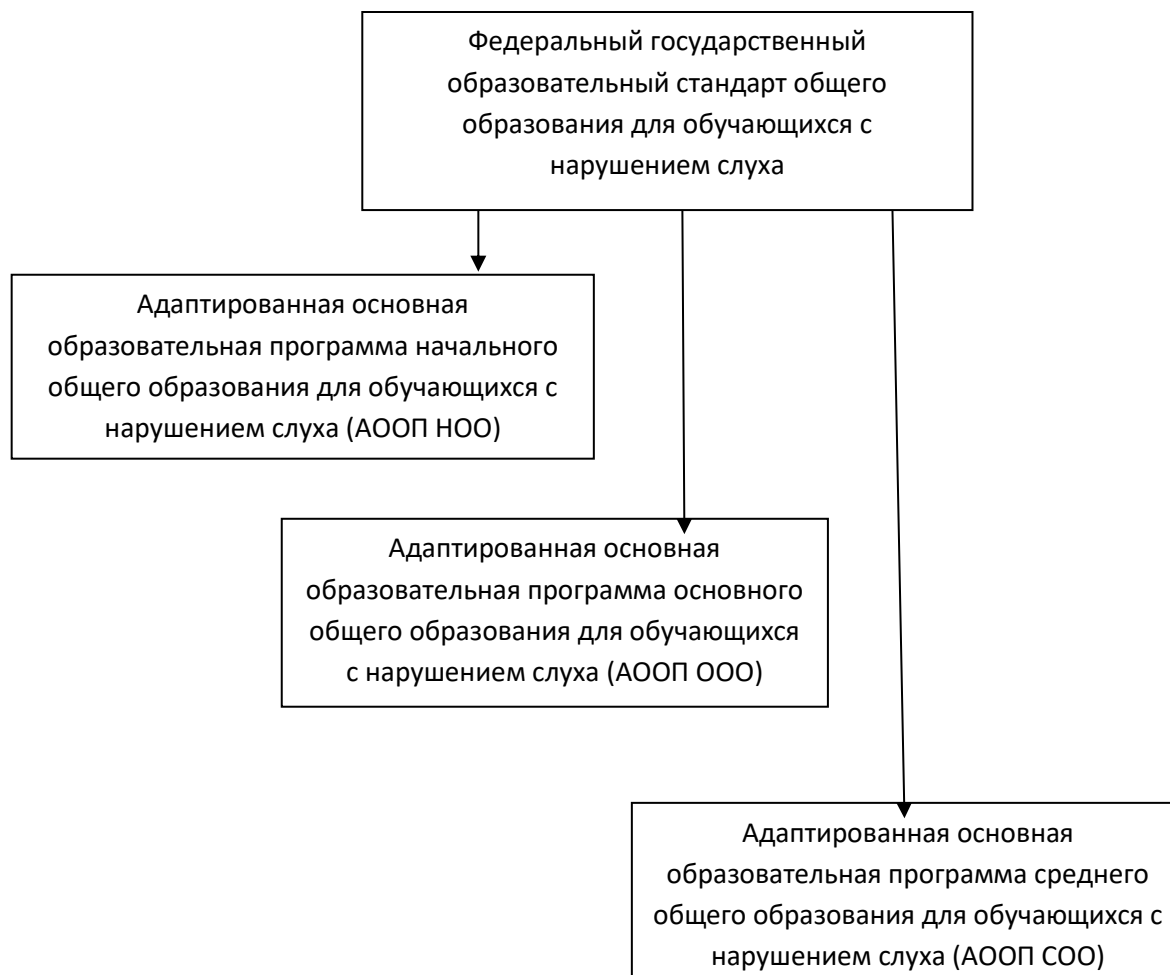 Федеральный государственный
образовательный стандарт общего
образования для обучающихся с
нарушением слуха
Адаптированная основная
образовательная программа начального
общего образования для обучающихся с
нарушением слуха (АООП НОО)
Адаптированная основная
образовательная программа основного
общего образования для обучающихся
с нарушением слуха (АООП ООО)
Адаптированная основная
образовательная программа среднего
общего образования для обучающихся с
нарушением слуха (АООП СОО)